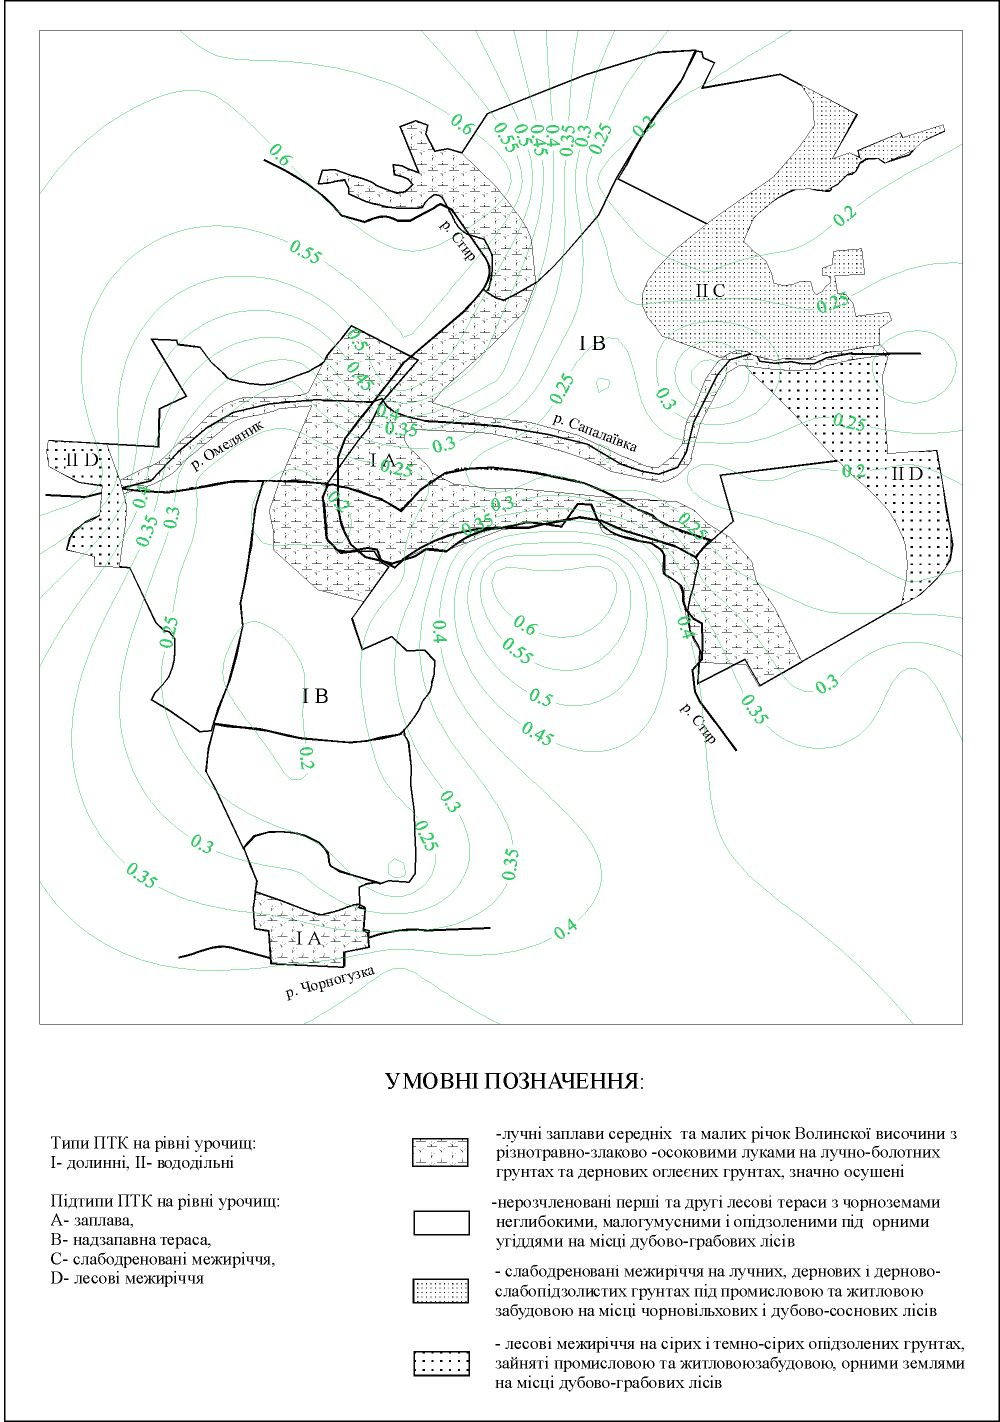 0.6
0.6
0.55
0.5
0.45
0.4
0.35
0.3
0.25
0.2
0.2
р. Стир
0.55
II C
0.25
0.5
I B
0.45
0.25
0.3
0.4
0.35
р. Сапалаївка
0.25
р. Омеляник
0.3
II D
I A
0.25
0.2
II D
0.4
0.3
0.3
0.35
0.3
0.35
0.25
0.25
0.4
0.6
0.4
0.55
0.3
I B
0.5
0.35
р. Стир
0.45
0.2
0.3
0.25
0.3
0.35
0.35
0.4
I A
р. Чорногузка
УМОВНІ ПОЗНАЧЕННЯ:
Типи ПТК на рівні урочищ:
I- долинні, II- вододільні
Підтипи ПТК на рівні урочищ:
А- заплава,
В- надзапавна тераса,
С- слабодреновані межиріччя,
D- лесові межиріччя
-лучні заплави середніх та малих річок Волинскої височини з
різнотравно-злаково -осоковими луками на лучно-болотних
грунтах та дернових оглеєних грунтах, значно осушені
-нерозчленовані перші та другі лесові тераси з чорноземами
неглибокими, малогумусними і опідзоленими під орними
угіддями на місці дубово-грабових лісів
- слабодреновані межиріччя на лучних, дернових і дерново-
слабопідзолистих грунтах під промисловою та житловою
забудовою на місці чорновільхових і дубово-соснових лісів
- лесові межиріччя на сірих і темно-сірих опідзолених грунтах,
зайняті промисловою та житловоюзабудовою, орними землями
на місці дубово-грабових лісів